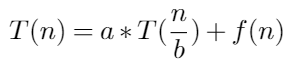 T(n) = a * T(n/b) + f(n)